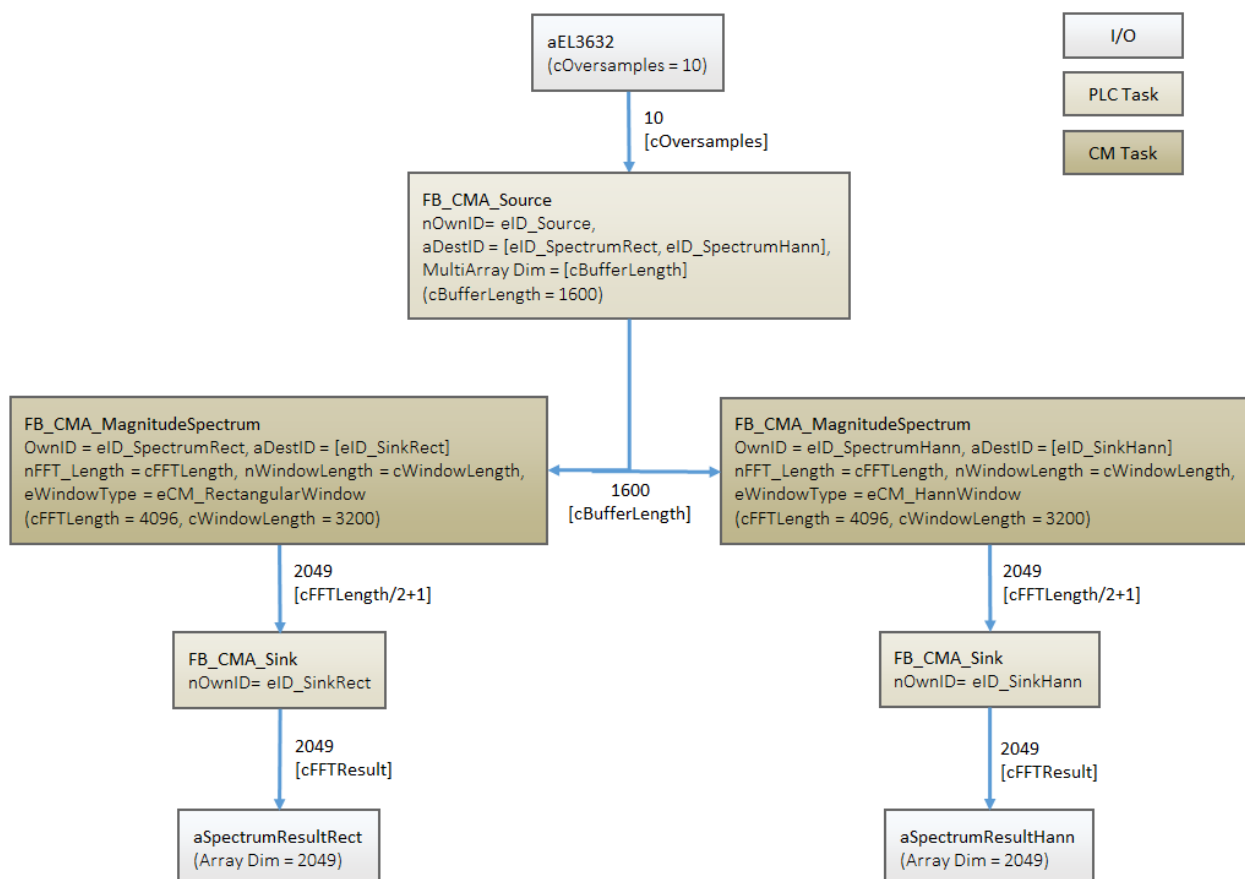 aEL3632
(cOversamples = 10)
I/O
PLC Task
CM Task
10
[cOversamples]
FB_CMA_Source
nOwnID= eID_Source,
aDestID = [eID_SpectrumRect, eID_SpectrumHann],
MultiArray Dim = [cBufferLength]
(cBufferLength = 1600)
FB_CMA_MagnitudeSpectrum
OwnID = eID_SpectrumRect, aDestID = [eID_SinkRect]
nFFT_Length = cFFTLength, nWindowLength = cWindowLength,
eWindowType = eCM_RectangularWindow
(cFFTLength = 4096, cWindowLength = 3200)
1600
[cBufferLength]
FB_CMA_MagnitudeSpectrum
OwnID = eID_SpectrumHann, aDestID = [eID_SinkHann]
nFFT_Length = cFFTLength, nWindowLength = cWindowLength,
eWindowType = eCM_HannWindow
(cFFTLength = 4096, cWindowLength = 3200)
2049
[cFFTLength/2+1]
2049
[cFFTLength/2+1]
FB_CMA_Sink
nOwnID= eID_SinkRect
FB_CMA_Sink
nOwnID= eID_SinkHann
2049
[cFFTResult]
2049
[cFFTResult]
aSpectrumResultRect
(Array Dim = 2049)
aSpectrumResultHann
(Array Dim = 2049)